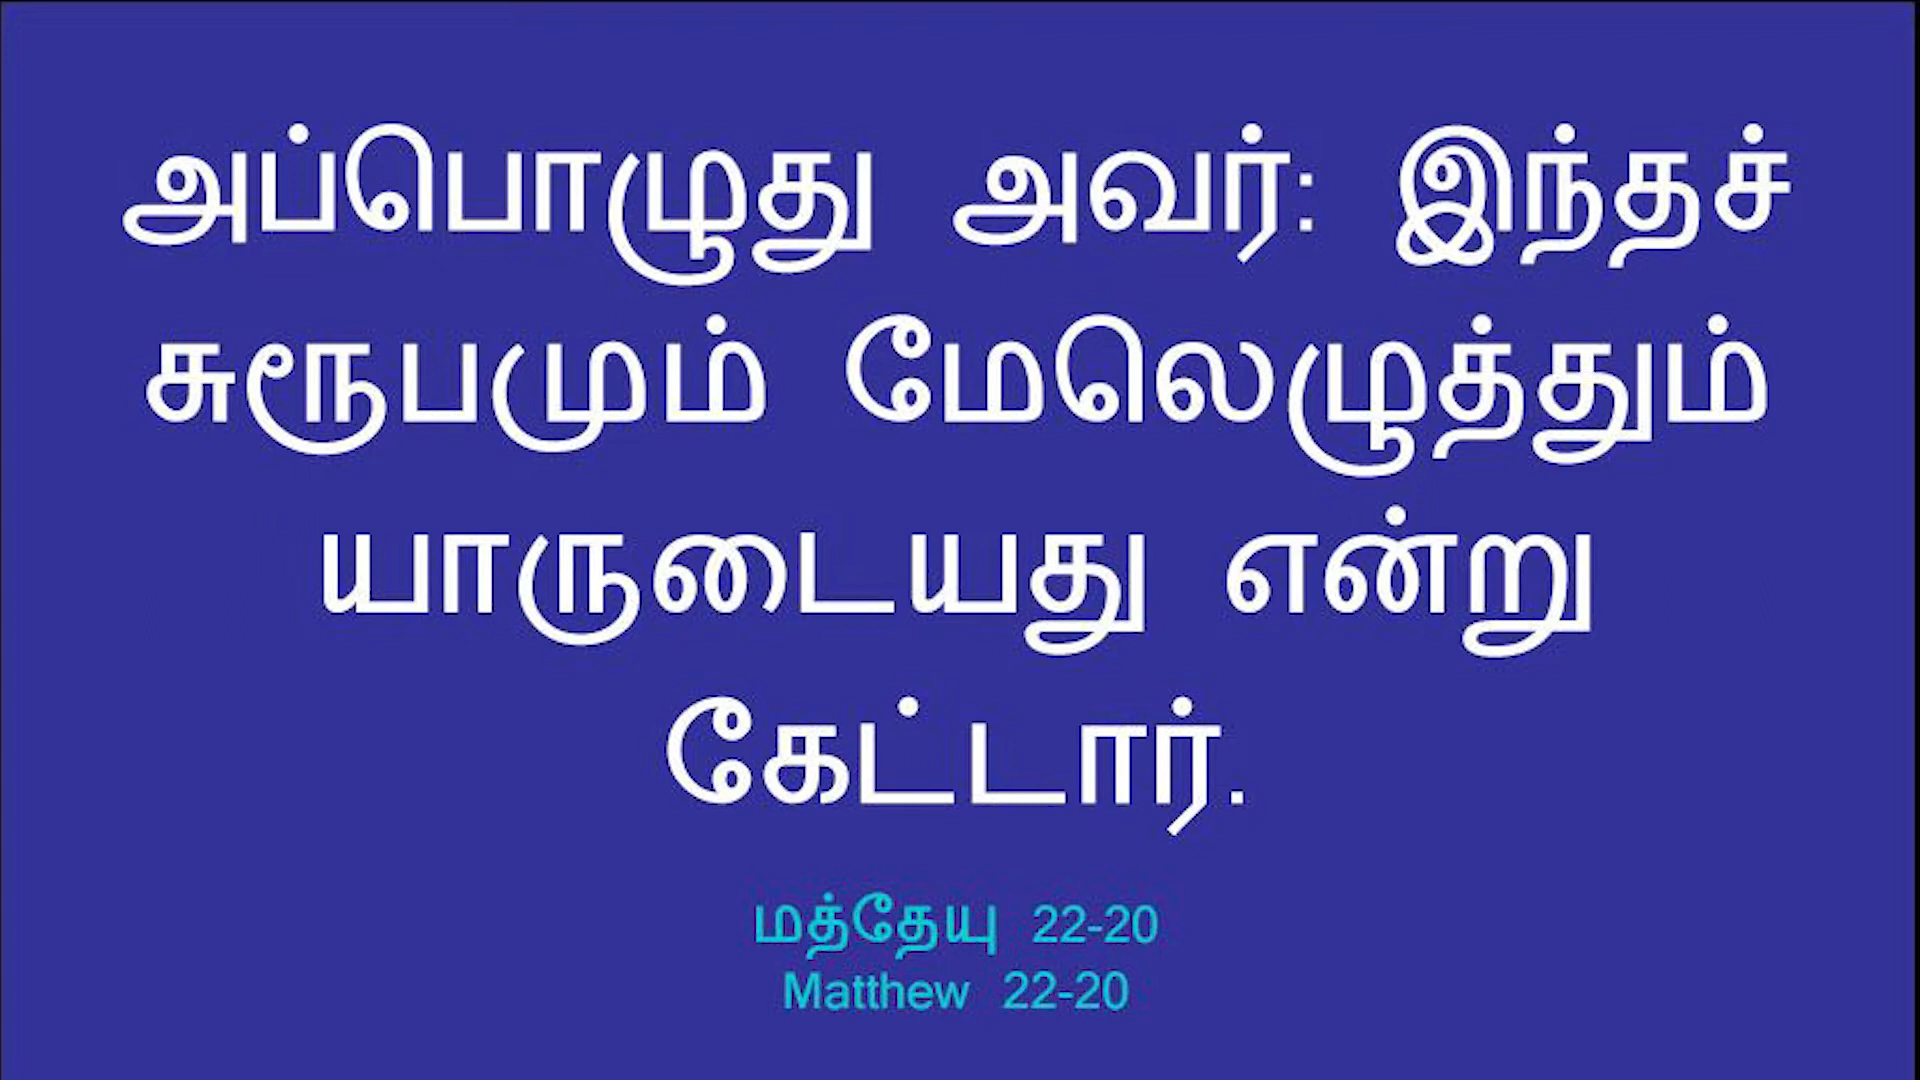 அப்பொழுது அவர்: இந்தச்
சுரூபமும் மேலெழுத்தும்
யாருடையது என்று
கேட்டார்.
மத்தேயு 22-20
Matthew 22-20